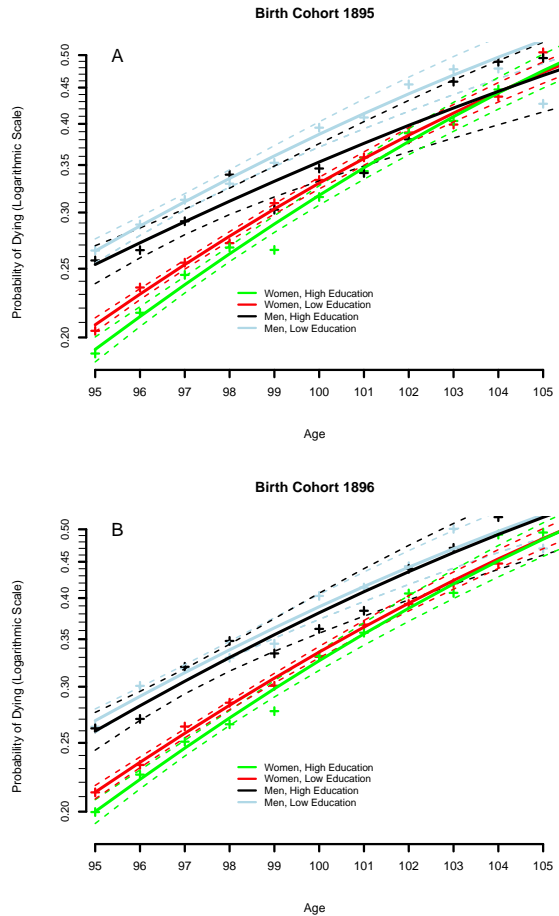 Birth Cohort 1895
A
Probability of Dying (Logarithmic Scale)
0.50
0.45
0.40
0.35
0.30
0.25
0.20
Women, High Education
Women, Low Education
Men, High Education
Men, Low Education
95 96 97 98 99 100 101 102 103 104 105
Age
Birth Cohort 1896
B
Probability of Dying (Logarithmic Scale)
0.50
0.45
0.40
0.35
0.30
0.25
0.20
Women, High Education
Women, Low Education
Men, High Education
Men, Low Education
95 96 97 98 99 100 101 102 103 104 105
Age